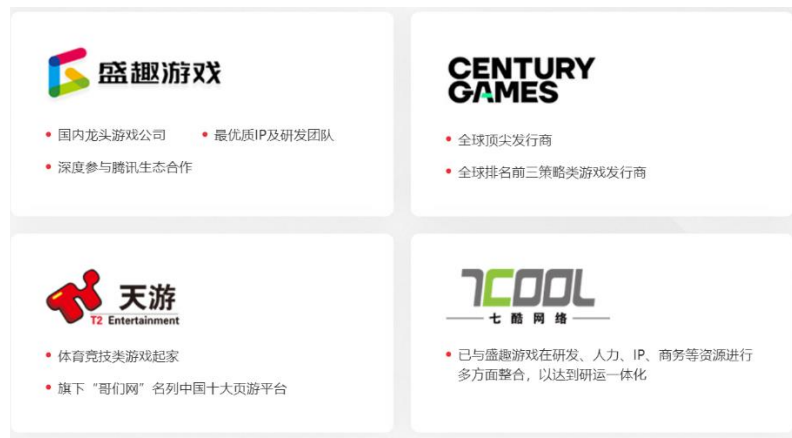 盛趣游戏
• 国内龙头游戏公司
• 最优质IP及研发团队
• 深度参与腾讯生态合作
CENTURY
GAMES
• 全球顶尖发行商
• 全球排名前三策略类游戏发行商
天游
T2 Entertainment
• 体育竞技类游戏起家
• 旗下“哥们网”名列中国十大页游平台
7COOL
七酷网络
• 已与盛趣游戏在研发、人力、IP、商务等资源进行
多方面整合，以达到研运一体化